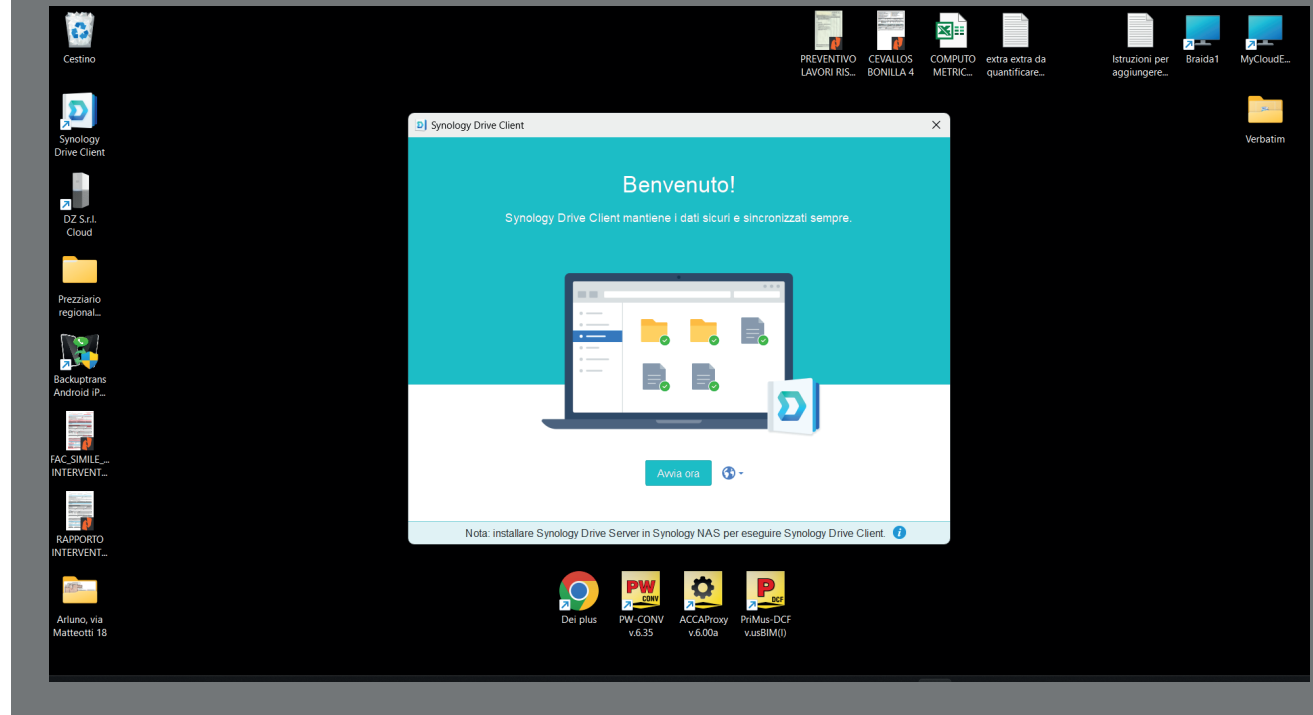 Cestino
PREVENTIVO
LAVORI RIS...
CEVALLOS
BONILLA 4
COMPUTO
METRIC...
extra extra da
quantificare...
Istruzioni per
aggiungere...
Braida1
MyCloudE...
Synology
Drive Client
Verbatim
DZ S.r.l.
Cloud
Prezziario
regional...
Backuptrans
Android iP...
FAC_SIMILE_...
INTERVENT...
RAPPORTO
INTERVENT...
Arluno, via
Matteotti 18
Synology Drive Client
Benvenuto!
Synology Drive Client mantiene i dati sicuri e sincronizzati sempre.
Avvia ora
Nota: installare Synology Drive Server in Synology NAS per eseguire Synology Drive Client.
Dei plus
PW
CONV
PW-CONV
v.6.35
ACCAProxy
v.6.00a
P
DCF
PriMus-DCF
v.usBIM(I)